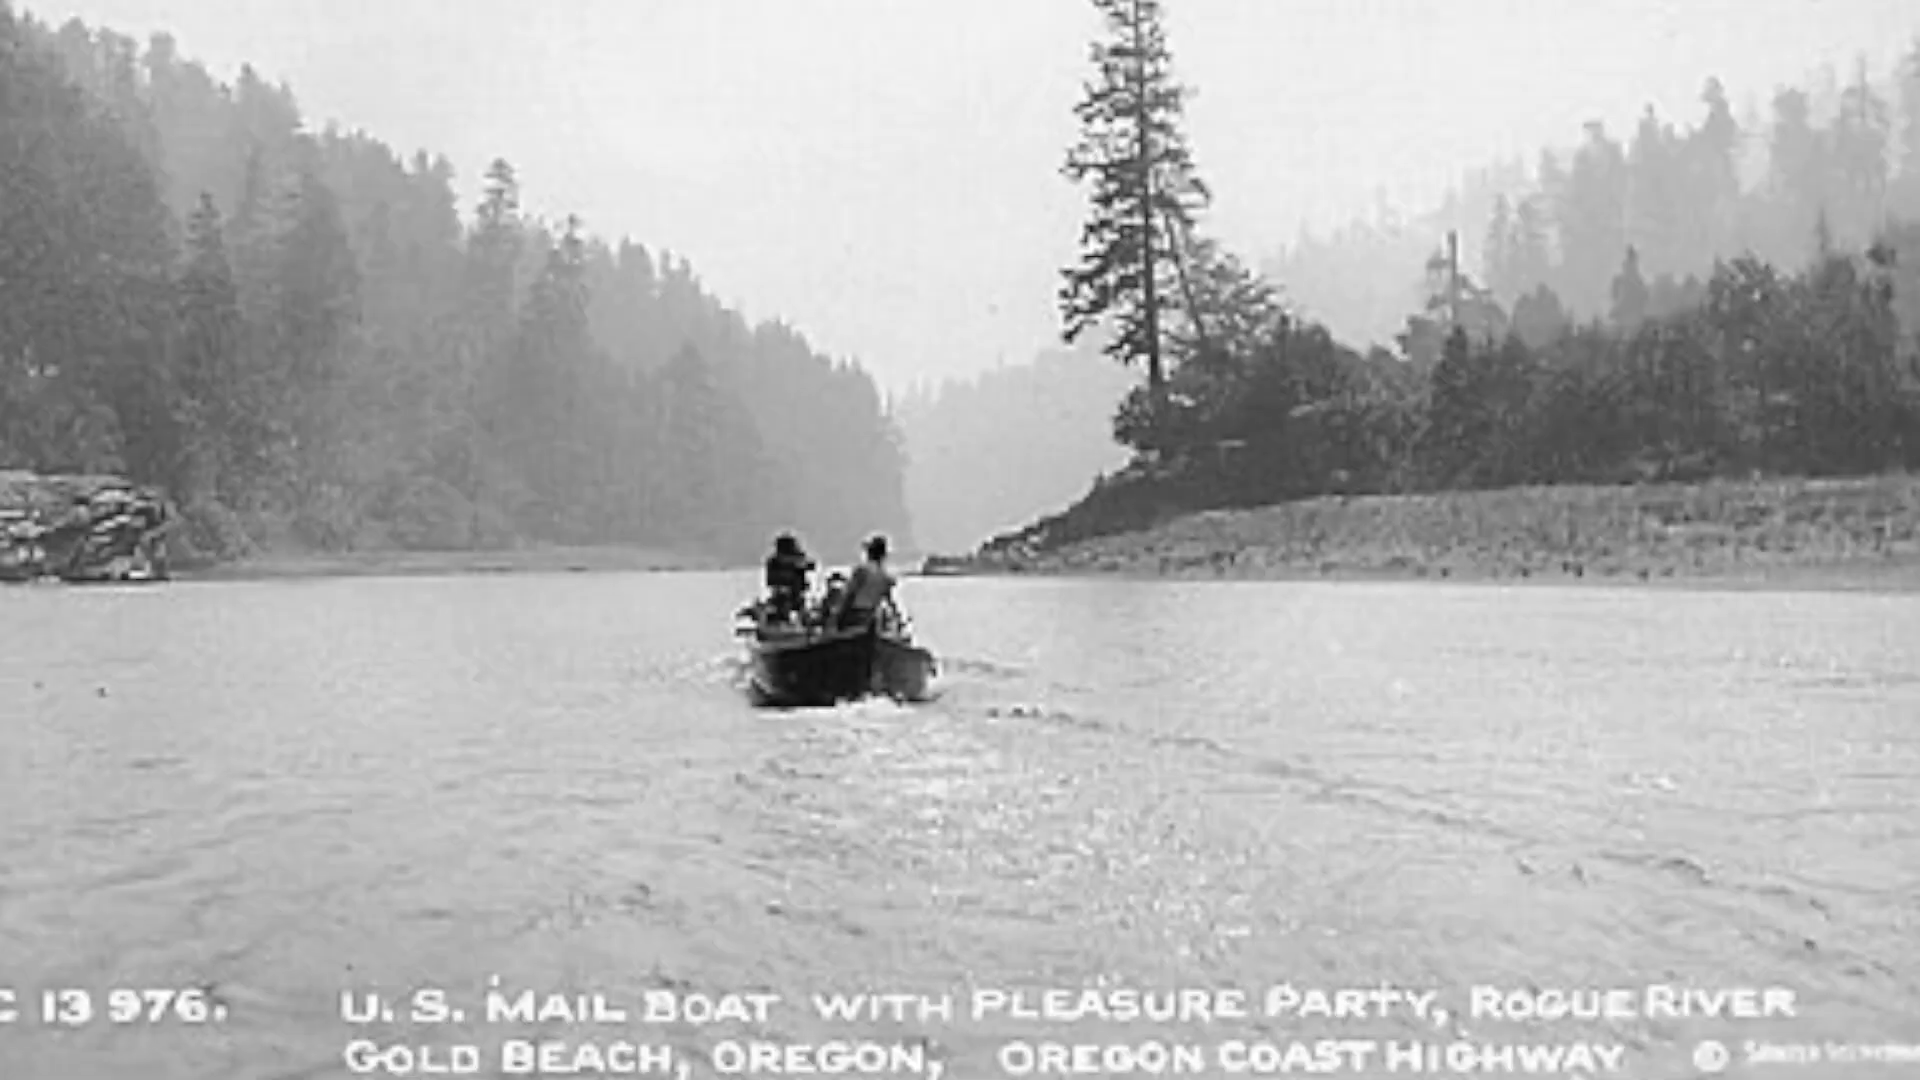 C 13 976. U. S. MAIL BOAT WITH PLEASURE PARTY, ROGUE RIVER
GOLD BEACH, OREGON, OREGON COAST HIGHWAY ©